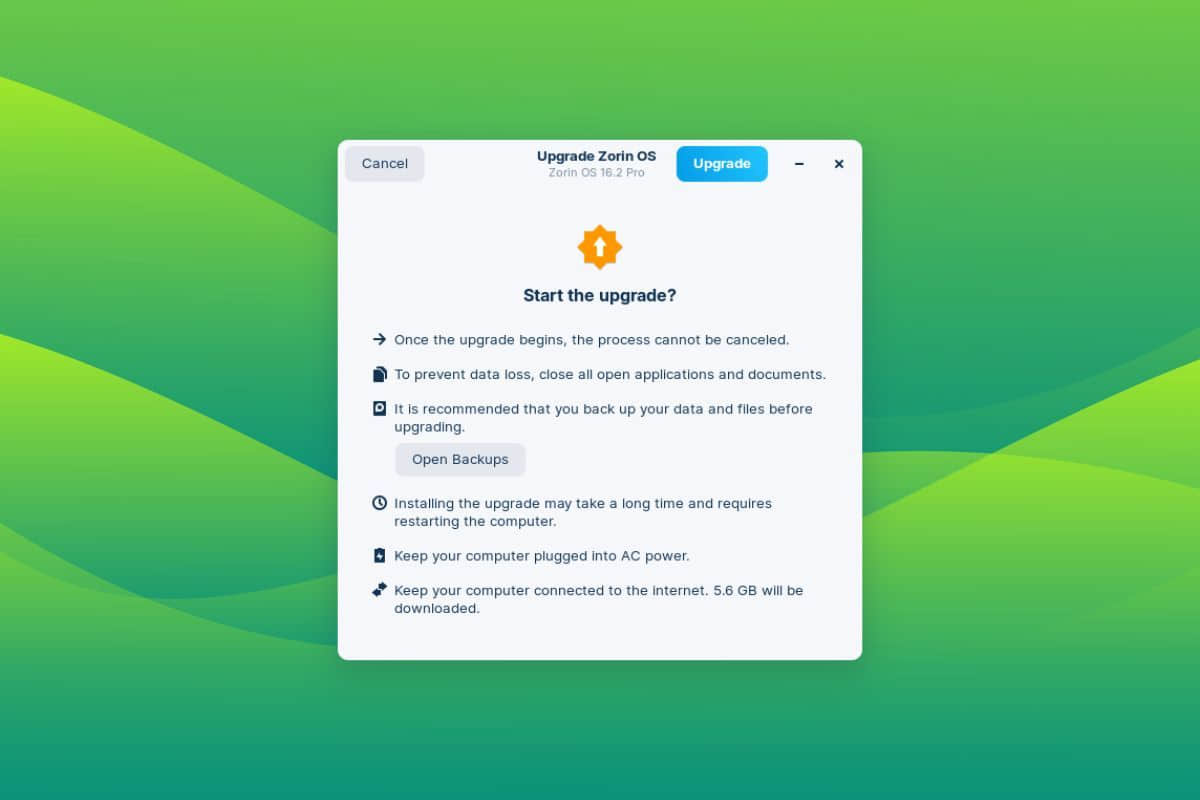 Cancel
Upgrade Zorin OS
Zorin OS 16.2 Pro
Upgrade
Start the upgrade?
Once the upgrade begins, the process cannot be canceled.
To prevent data loss, close all open applications and documents.
It is recommended that you back up your data and files before
upgrading.
Open Backups
Installing the upgrade may take a long time and requires
restarting the computer.
Keep your computer plugged into AC power.
Keep your computer connected to the internet. 5.6 GB will be
downloaded.